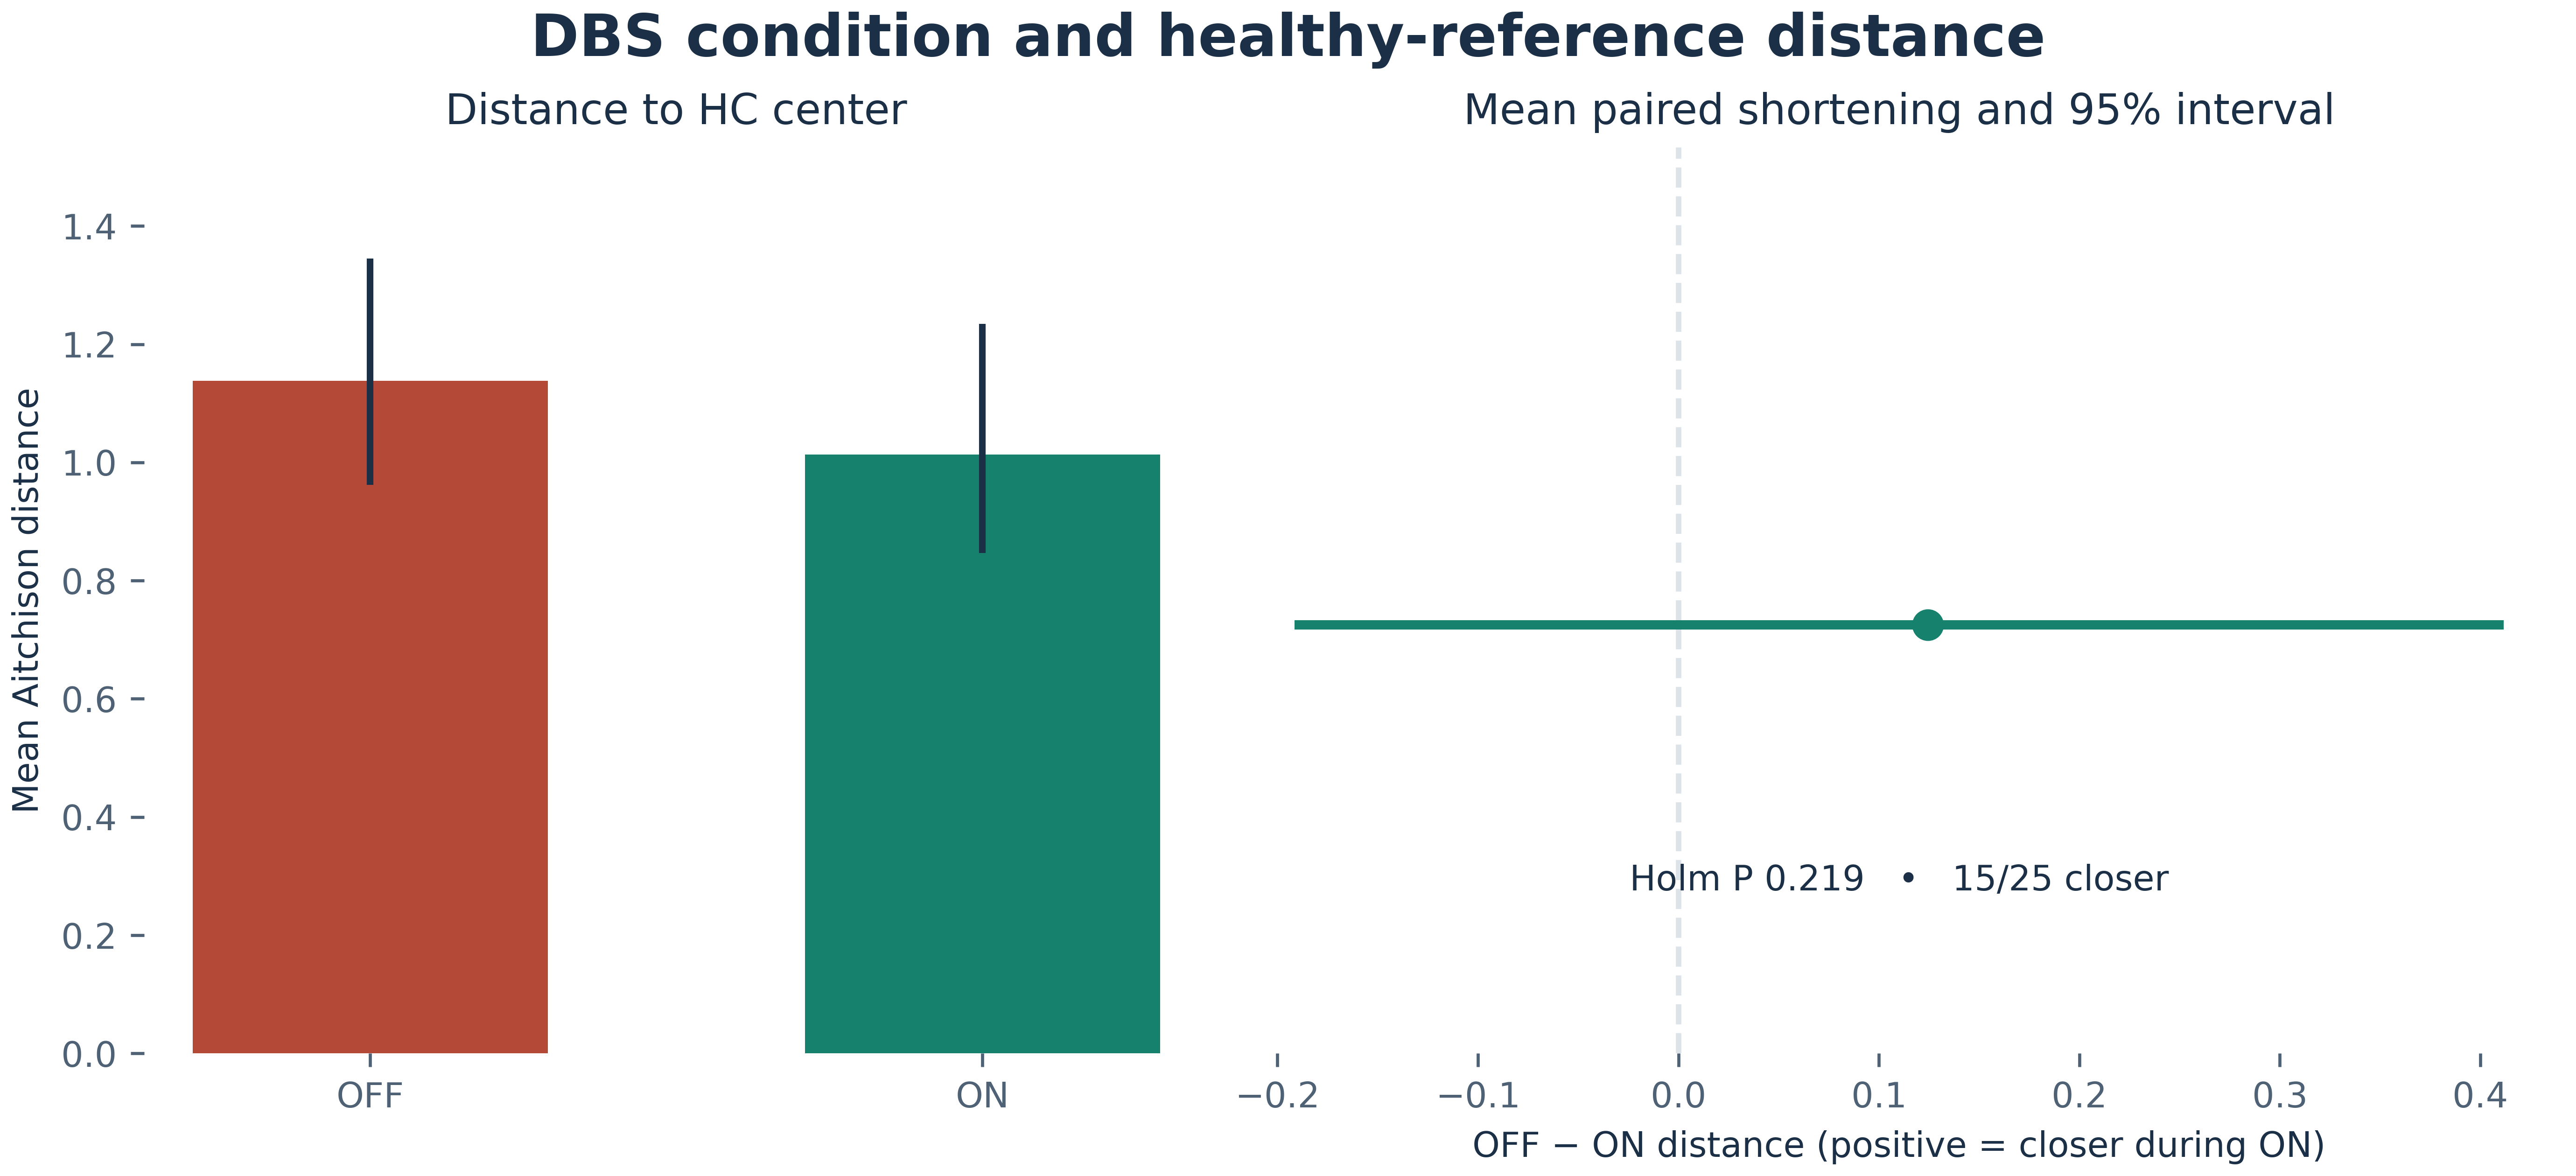 DBS condition and healthy-reference distance
Distance to HC center
Mean Aitchison distance
1.4
1.2
1.0
0.8
0.6
0.4
0.2
0.0
OFF
ON
Mean paired shortening and 95% interval
Holm P 0.219 • 15/25 closer
−0.2
−0.1
0.0
0.1
0.2
0.3
0.4
OFF − ON distance (positive = closer during ON)